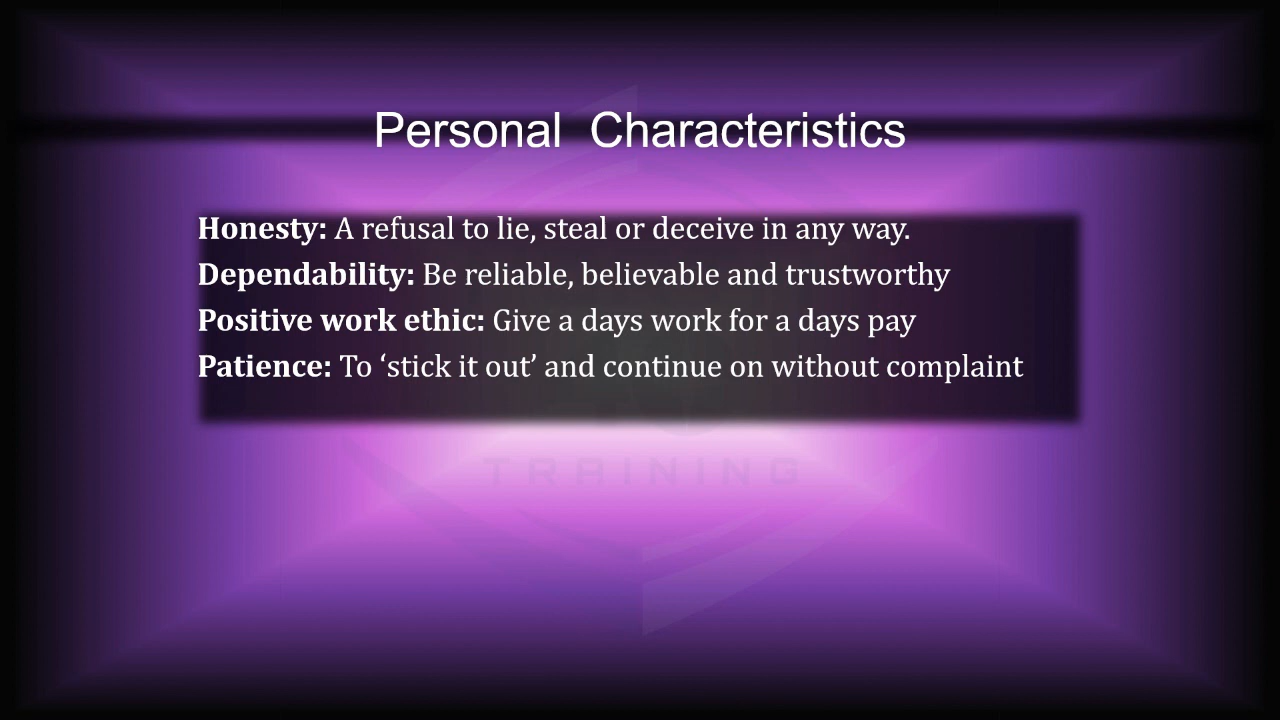 Personal Characteristics
Honesty: A refusal to lie, steal or deceive in any way.
Dependability: Be reliable, believable and trustworthy
Positive work ethic: Give a days work for a days pay
Patience: To ‘stick it out’ and continue on without complaint
TRAINING